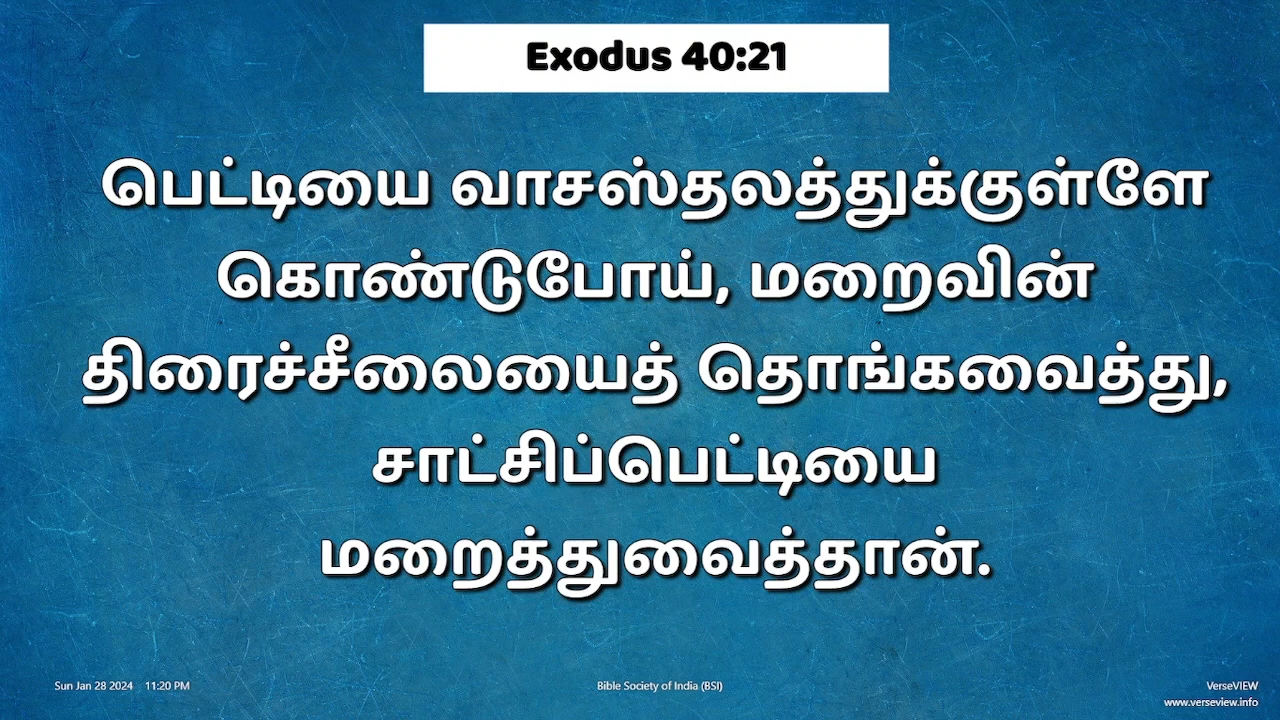 Exodus 40:21
பெட்டியை வாசஸ்தலத்துக்குள்ளே
கொண்டுபோய், மறைவின்
திரைச்சீலையைத் தொங்கவைத்து,
சாட்சிப்பெட்டியை
மறைத்துவைத்தான்.
Sun Jan 28 2024 11:20 PM
Bible Society of India (BSI)
VerseVIEW
www.verseview.info